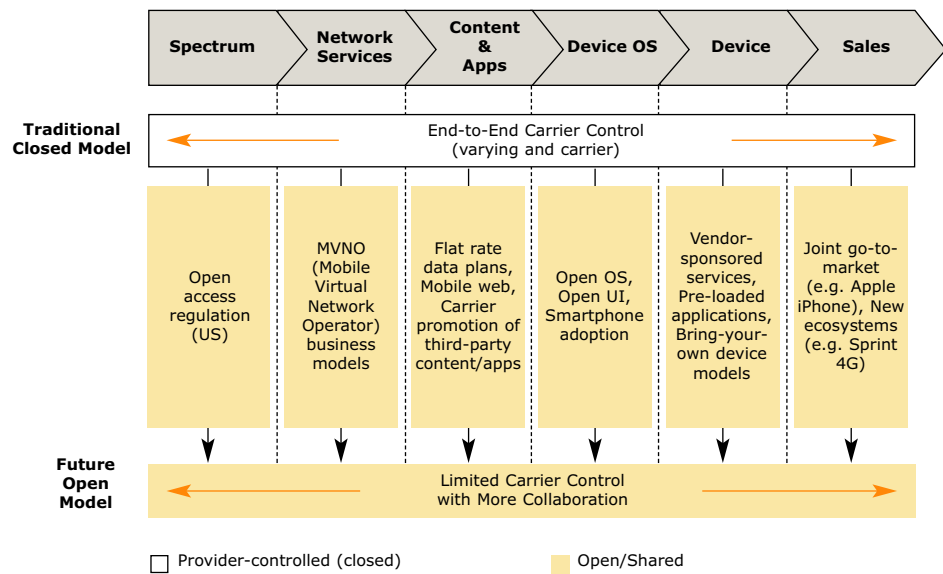 Spectrum
Network
Services
Content
&
Apps
Device OS
Device
Sales
Traditional
Closed Model
End-to-End Carrier Control
(varying and carrier)
Open
access
regulation
(US)
MVNO
(Mobile
Virtual
Network
Operator)
business
models
Flat rate
data plans,
Mobile web,
Carrier
promotion of
third-party
content/apps
Open OS,
Open UI,
Smartphone
adoption
Vendor-
sponsored
services,
Pre-loaded
applications,
Bring-your-
own device
models
Joint go-to-
market
(e.g. Apple
iPhone), New
ecosystems
(e.g. Sprint
4G)
Future
Open
Model
Limited Carrier Control
with More Collaboration
Provider-controlled (closed)
Open/Shared